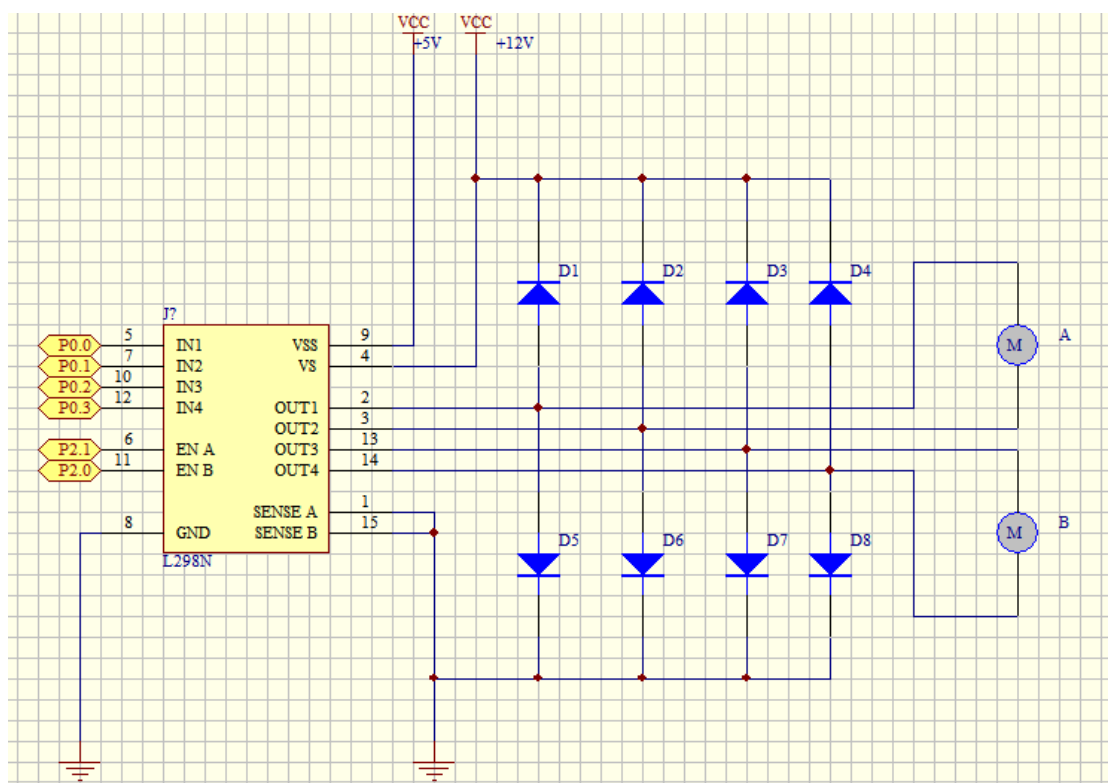 VCC VCC
+5V +12V
D1 D2 D3 D4
J?
P0.0 5 IN1 VSS 9
P0.1 7 IN2 VS 4
P0.2 10 IN3
P0.3 12 IN4 OUT1 2
OUT2 3
P2.1 6 EN A OUT3 13
P2.0 11 EN B OUT4 14
SENSE A 1
8 GND SENSE B 15
L298N
M A
M B
D5 D6 D7 D8